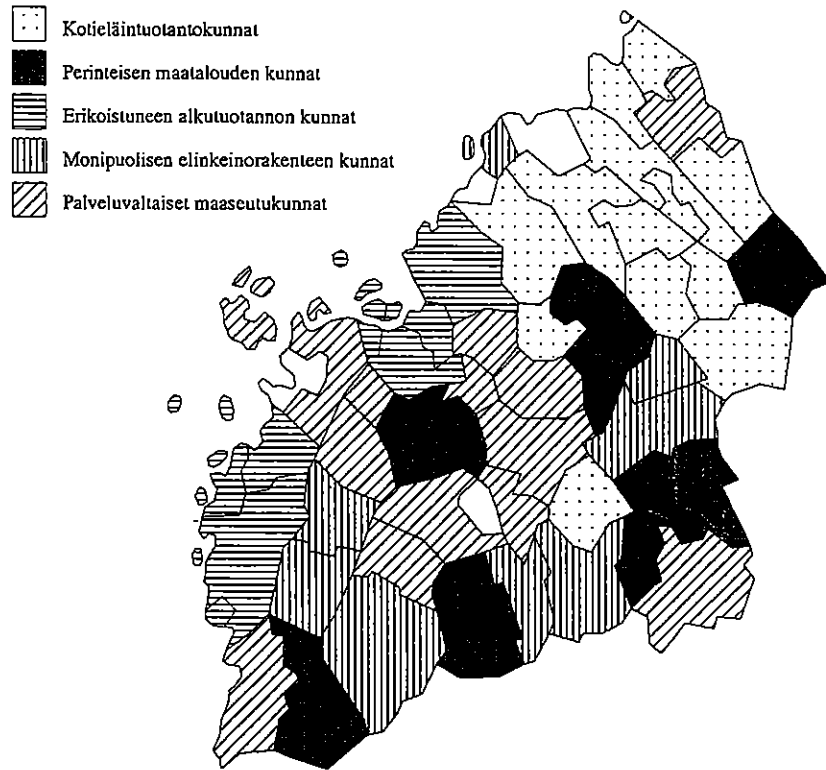 Kotieläintuotantokunnat
Perinteisen maatalouden kunnat
Erikoistuneen alkutuotannon kunnat
Monipuolisen elinkeinorakenteen kunnat
Palveluvaltaiset maaseutukunnat